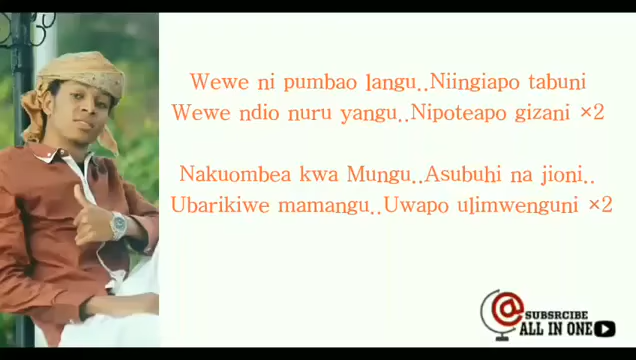 Wewe ni pumbao langu..Niingiapo tabuni
Wewe ndio nuru yangu..Nipoteapo gizani ×2
Nakuombea kwa Mungu..Asubuhi na jioni..
Ubarikiwe mamangu..Uwapo ulimwenguni ×2
@SUBSRCIBE
ALL IN ONE